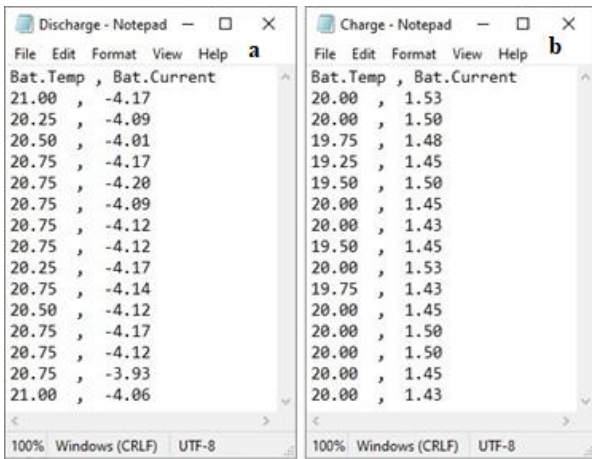 Discharge - Notepad
File Edit Format View Help a
Bat.Temp , Bat.Current
21.00 , -4.17
20.25 , -4.09
20.50 , -4.01
20.75 , -4.17
20.75 , -4.20
20.75 , -4.09
20.75 , -4.12
20.75 , -4.12
20.25 , -4.17
20.75 , -4.14
20.50 , -4.12
20.75 , -4.17
20.75 , -4.12
20.75 , -3.93
21.00 , -4.06
100% Windows (CRLF) UTF-8
Charge - Notepad
File Edit Format View Help b
Bat.Temp , Bat.Current
20.00 , 1.53
20.00 , 1.50
19.75 , 1.48
19.25 , 1.45
19.50 , 1.50
20.00 , 1.45
20.00 , 1.43
19.50 , 1.45
20.00 , 1.53
19.75 , 1.43
20.00 , 1.45
20.00 , 1.50
20.00 , 1.50
20.00 , 1.45
20.00 , 1.43
100% Windows (CRLF) UTF-8